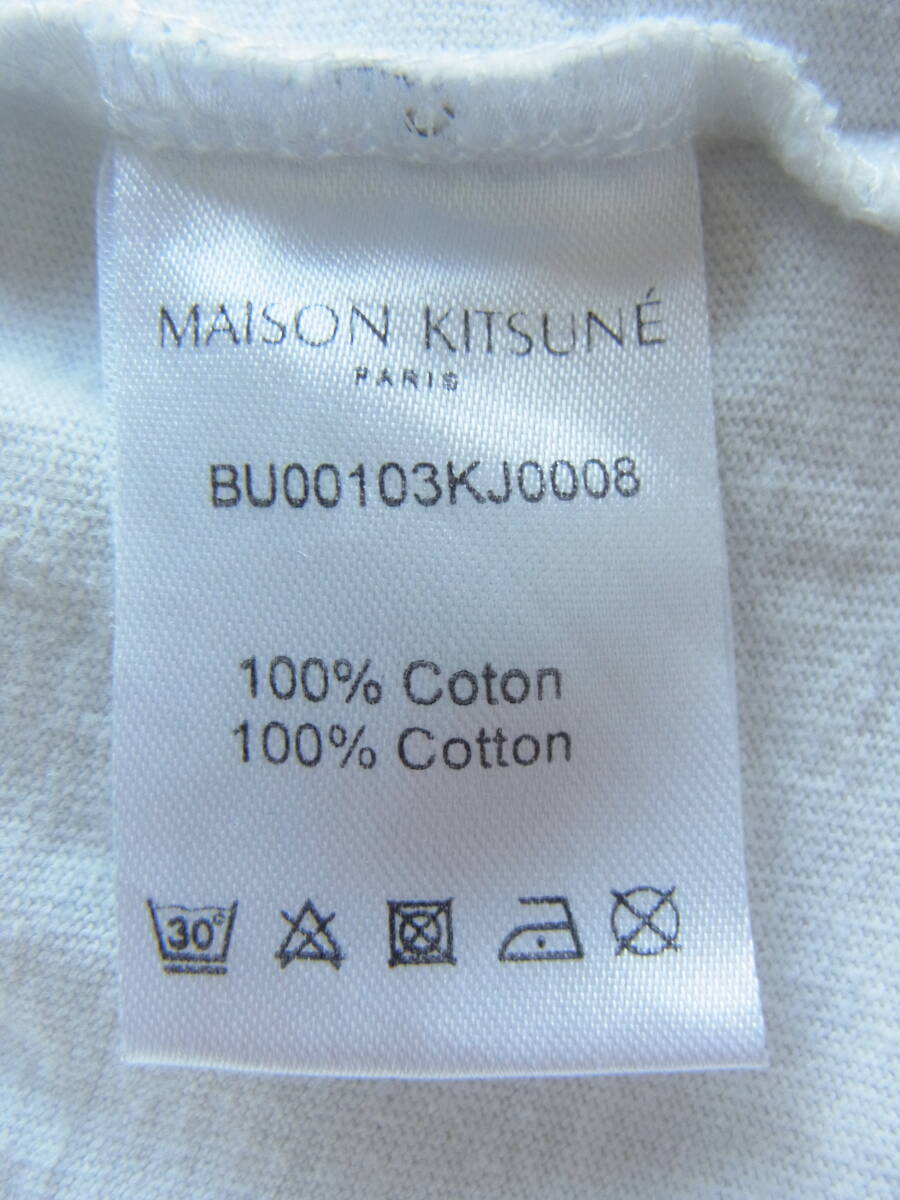 MAISON KITSUNÉ
PARIS
BU00103KJ0008
100% Coton
100% Cotton
30°